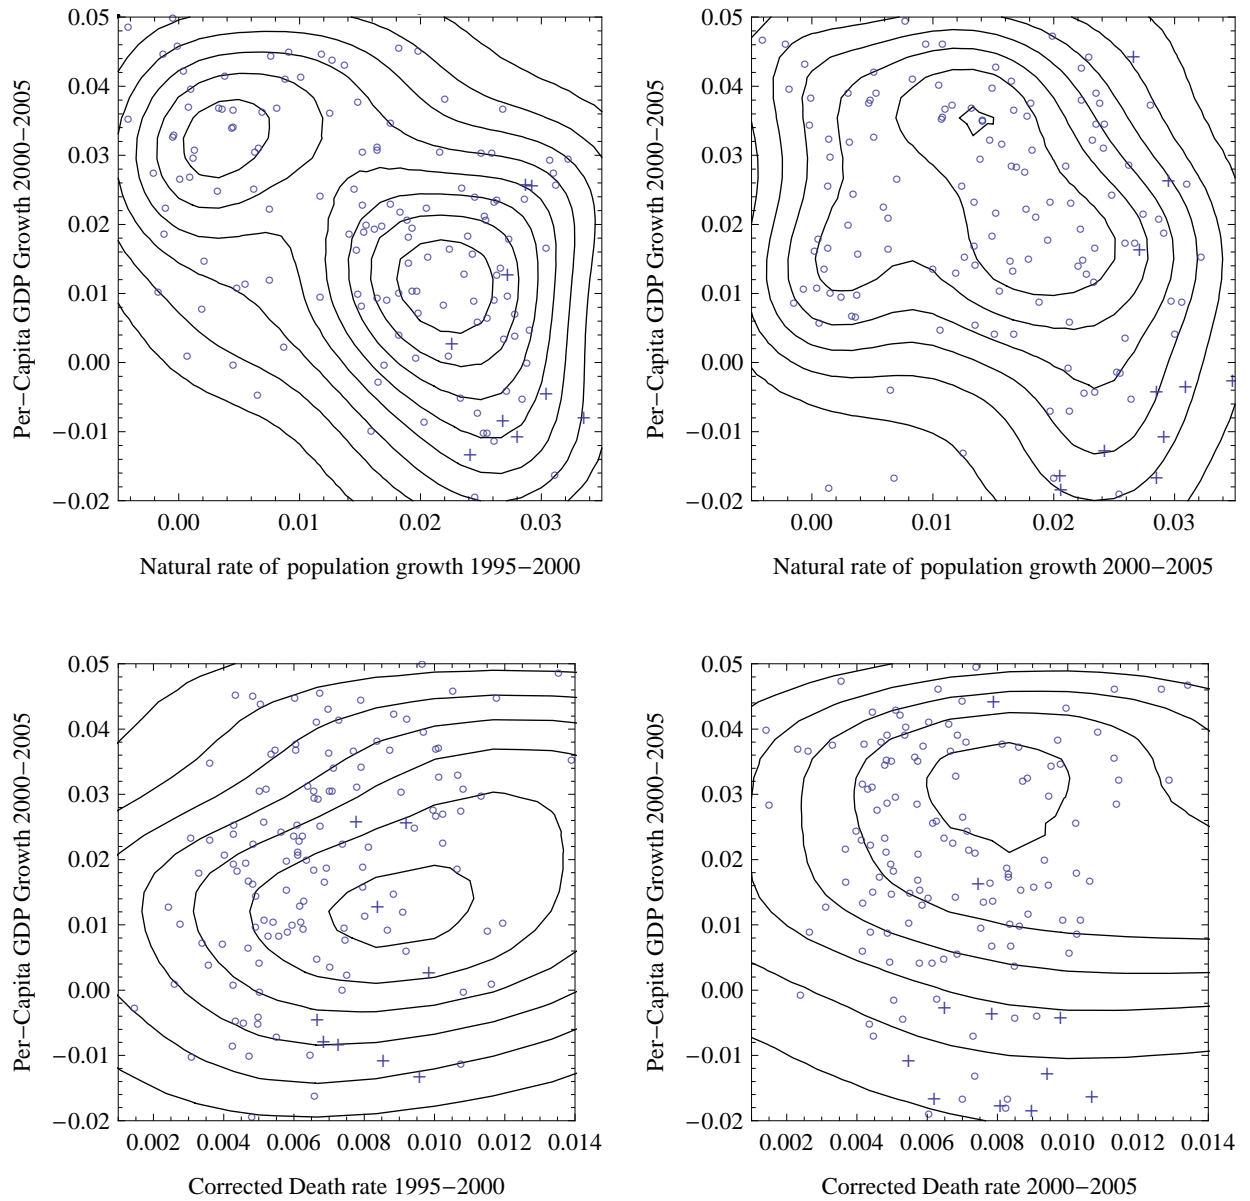 Per−Capita GDP Growth 2000−2005
0.05
0.04
0.03
0.02
0.01
0.00
−0.01
−0.02
0.00 0.01 0.02 0.03
Natural rate of population growth 1995−2000
Per−Capita GDP Growth 2000−2005
0.05
0.04
0.03
0.02
0.01
0.00
−0.01
−0.02
0.00 0.01 0.02 0.03
Natural rate of population growth 2000−2005
Per−Capita GDP Growth 2000−2005
0.05
0.04
0.03
0.02
0.01
0.00
−0.01
−0.02
0.002 0.004 0.006 0.008 0.010 0.012 0.014
Corrected Death rate 1995−2000
Per−Capita GDP Growth 2000−2005
0.05
0.04
0.03
0.02
0.01
0.00
−0.01
−0.02
0.002 0.004 0.006 0.008 0.010 0.012 0.014
Corrected Death rate 2000−2005